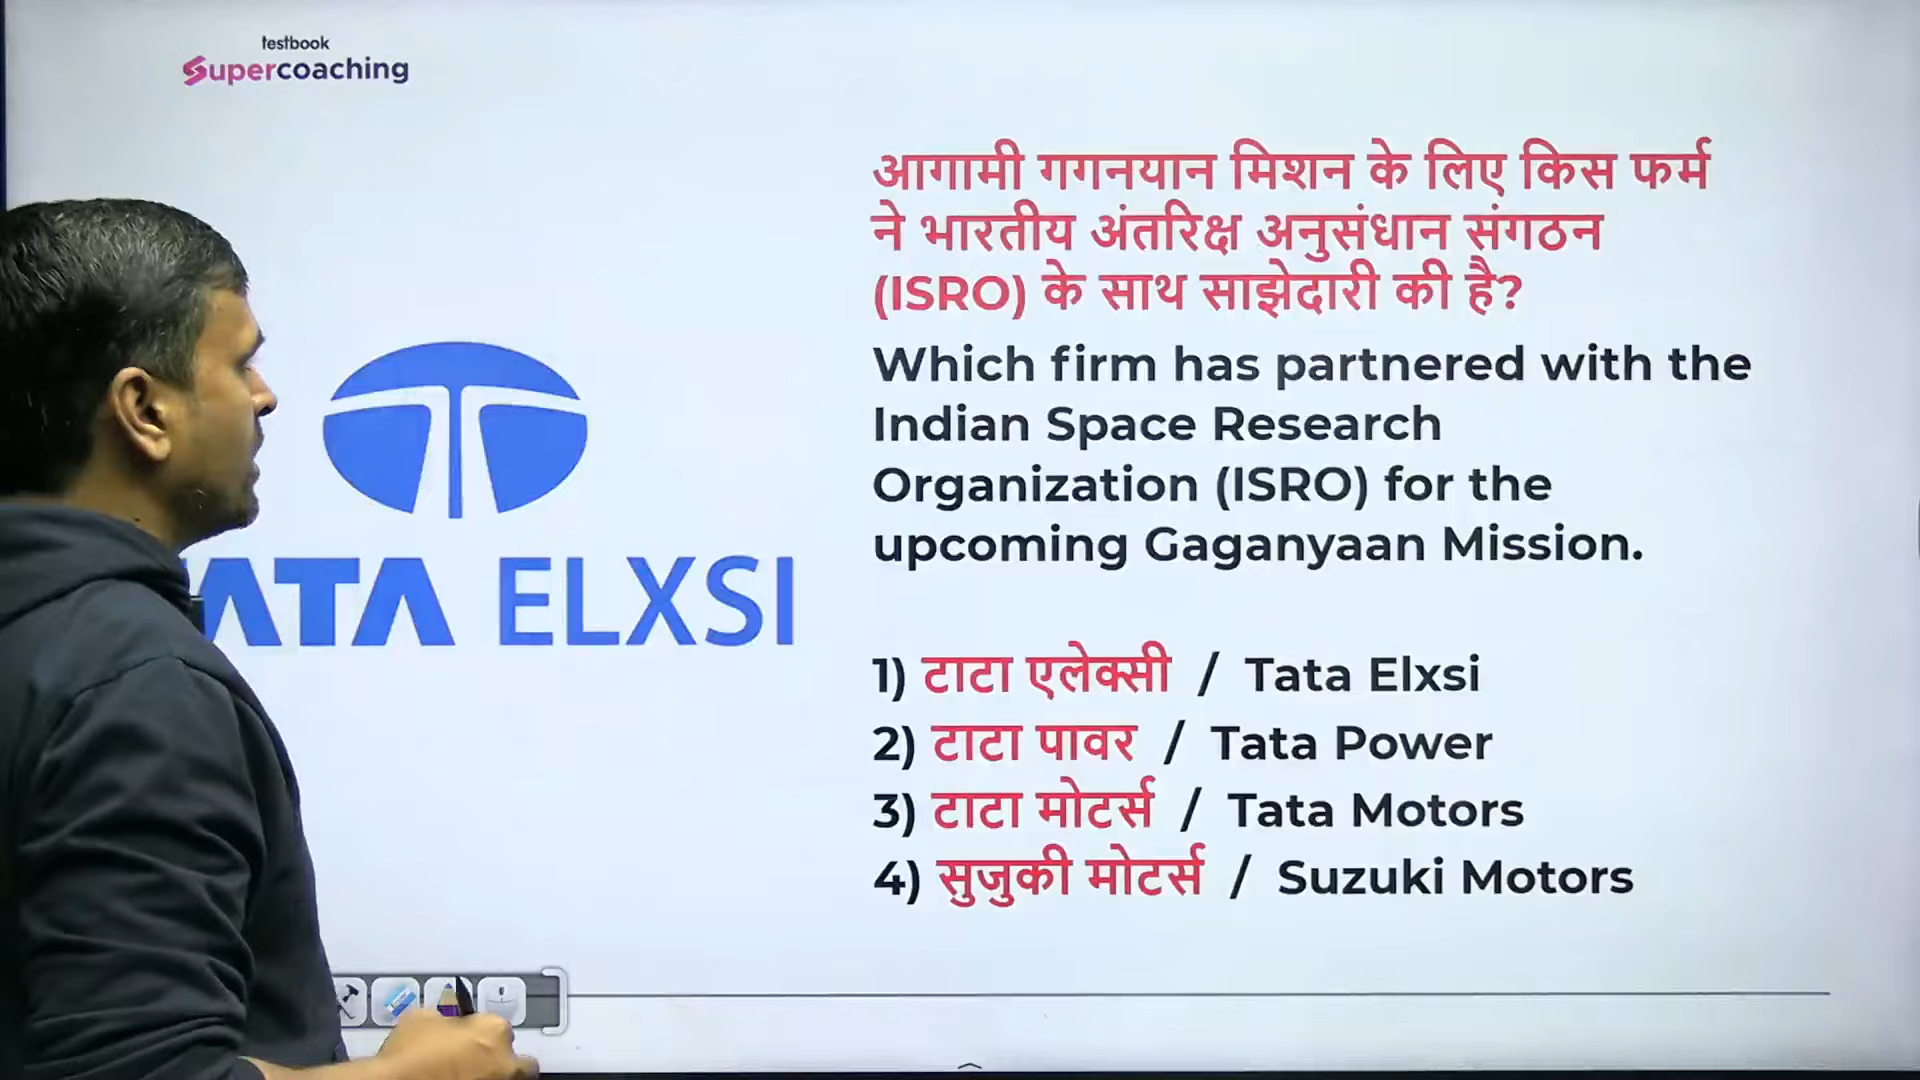 testbook
Supercoaching
आगामी गगनयान मिशन के लिए किस फर्म
ने भारतीय अंतरिक्ष अनुसंधान संगठन
(ISRO) के साथ साझेदारी की है?
Which firm has partnered with the
Indian Space Research
Organization (ISRO) for the
upcoming Gaganyaan Mission.
TATA ELXSI
1) टाटा एलेक्सी / Tata Elxsi
2) टाटा पावर / Tata Power
3) टाटा मोटर्स / Tata Motors
4) सुजुकी मोटर्स / Suzuki Motors